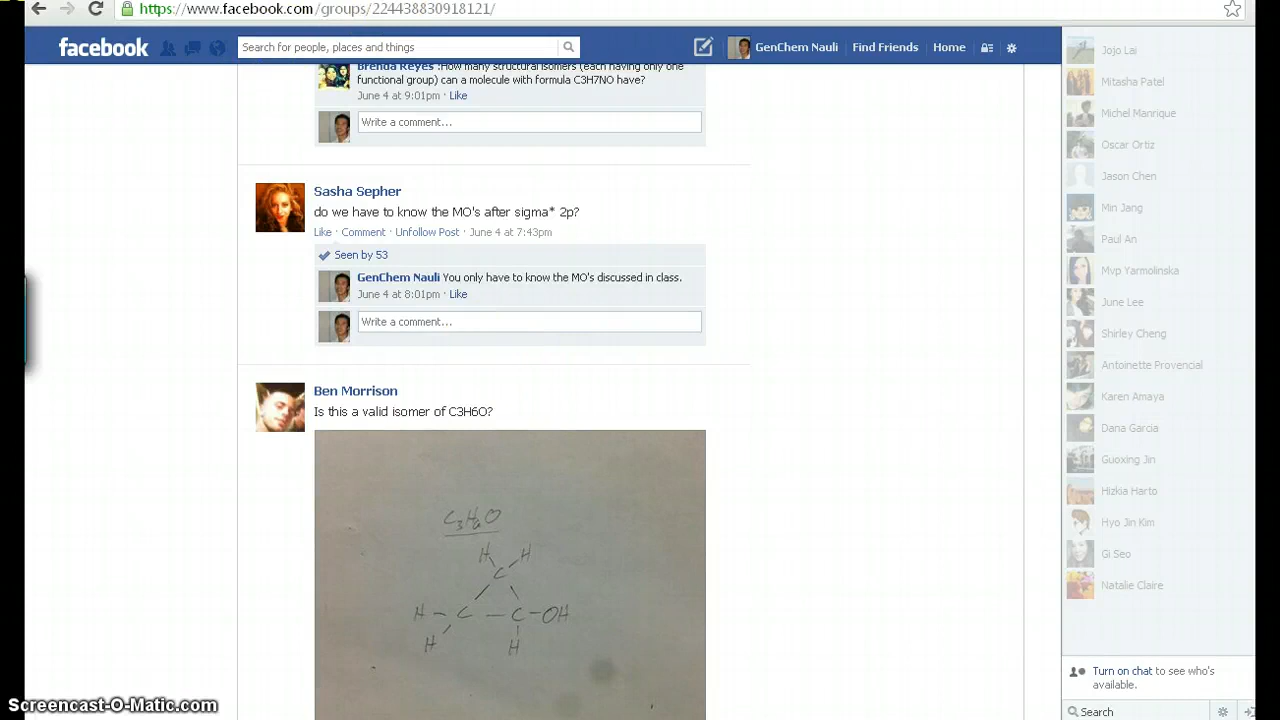 https://www.facebook.com/groups/224438830918121/
facebook
Search for people, places and things
GenChem Nauli
Find Friends
Home
Brenda Reyes :How many structural isomers (each having only one
functional group) can a molecule with formula C3H7NO have?
June 4 at 9:01pm · Like
Write a comment...
Sasha Sepher
do we have to know the MO's after sigma* 2p?
Like · Comment · Unfollow Post · June 4 at 7:43pm
Seen by 53
GenChem Nauli You only have to know the MO's discussed in class.
June 4 at 8:01pm · Like
Write a comment...
Ben Morrison
Is this a valid isomer of C3H6O?
C3H6O
H H
C
H - C - C - OH
H H
Jojo Lai
Mitasha Patel
Michel Manrique
Oscar Ortiz
Jason Chen
Min Jang
Paul An
Mvp Yarmolinska
June Lee
Shirley Cheng
Antoinette Provencial
Karen Amaya
Dana Garcia
Guoxing Jin
Hizkia Harto
Hyo Jin Kim
Gi Seo
Natalie Claire
Turn on chat to see who's
available.
Search
Screencast-O-Matic.com